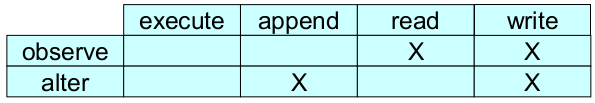 execute append read write
observe X X
alter X X